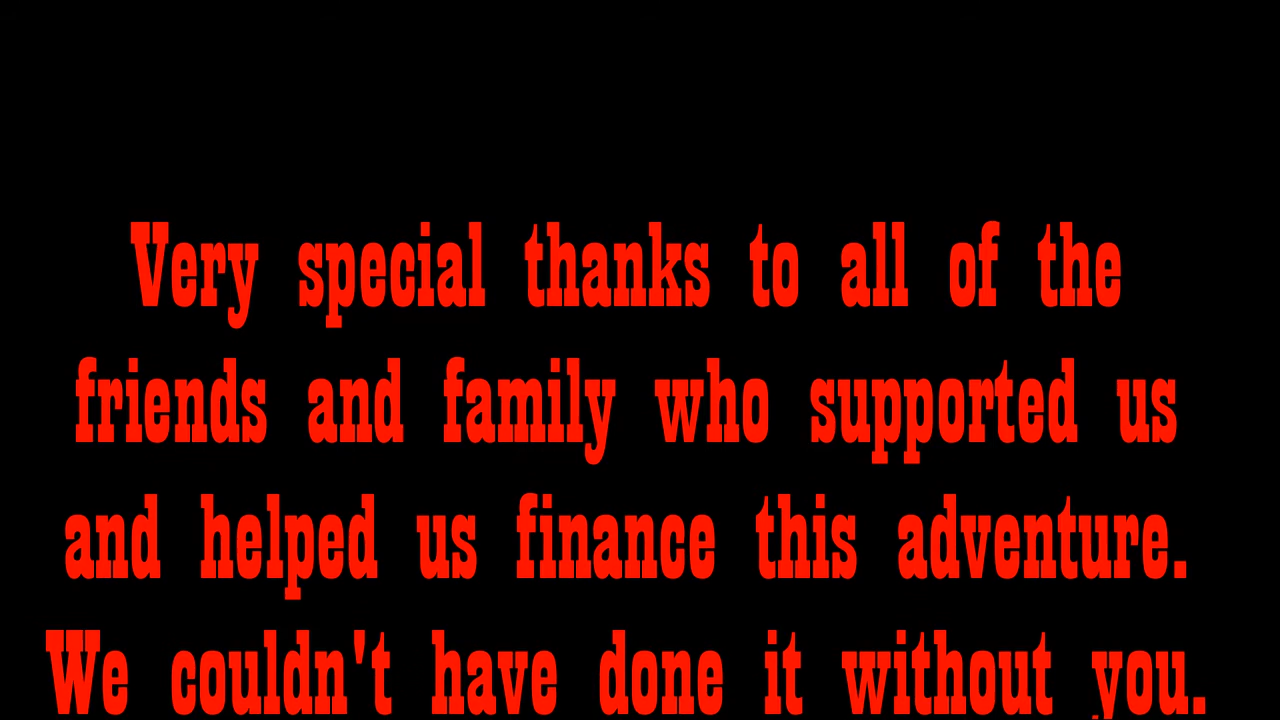 Very special thanks to all of the
friends and family who supported us
and helped us finance this adventure.
We couldn't have done it without you.